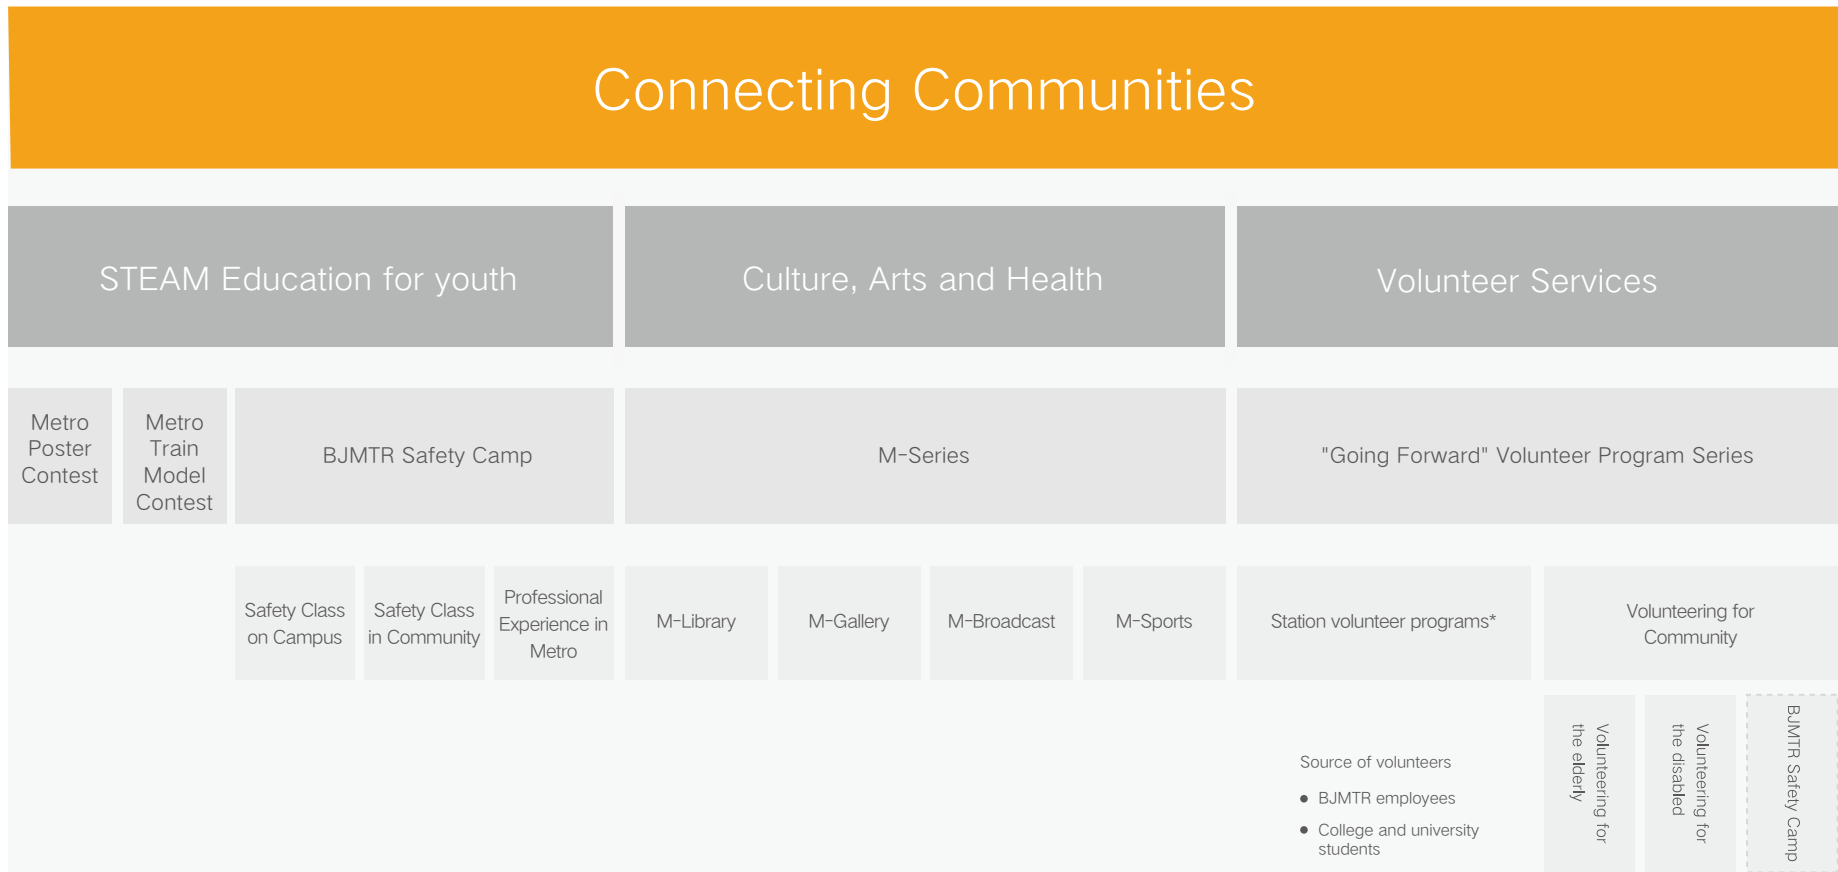 Connecting Communities
STEAM Education for youth
Culture, Arts and Health
Volunteer Services
Metro
Poster
Contest
Metro
Train
Model
Contest
BJMTR Safety Camp
M-Series
"Going Forward" Volunteer Program Series
Safety Class
on Campus
Safety Class
in Community
Professional
Experience in
Metro
M-Library
M-Gallery
M-Broadcast
M-Sports
Station volunteer programs*
Volunteering for
Community
Source of volunteers
● BJMTR employees
● College and university
students
Volunteering for
the elderly
Volunteering for
the disabled
BJMTR Safety Camp